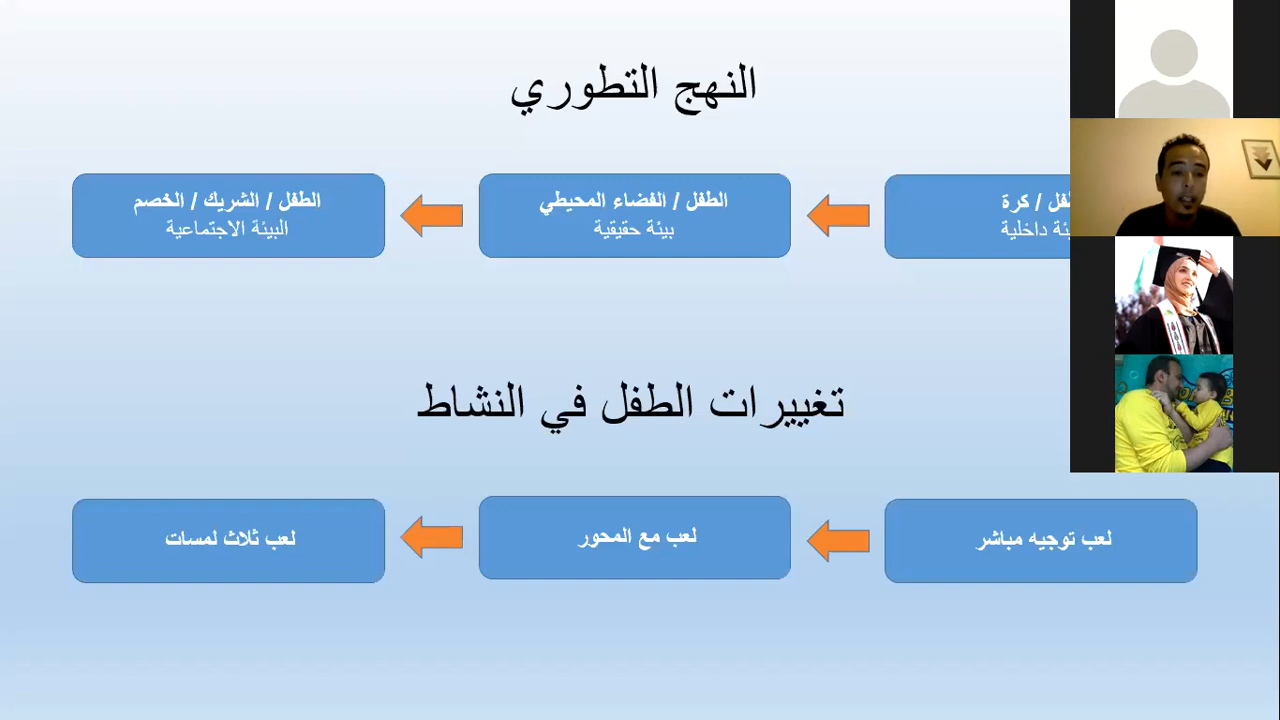 النهج التطوري
/ كرة
داخلية
الطفل / الفضاء المحيطي
بيئة حقيقية
الطفل / الشريك / الخصم
البيئة الاجتماعية
تغييرات الطفل في النشاط
لعب توجيه مباشر
لعب مع المحور
لعب ثلاث لمسات